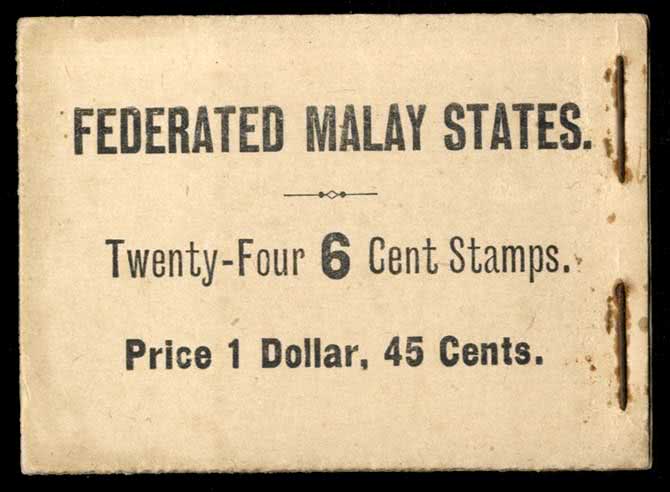 FEDERATED MALAY STATES.
Twenty-Four 6 Cent Stamps.
Price 1 Dollar, 45 Cents.